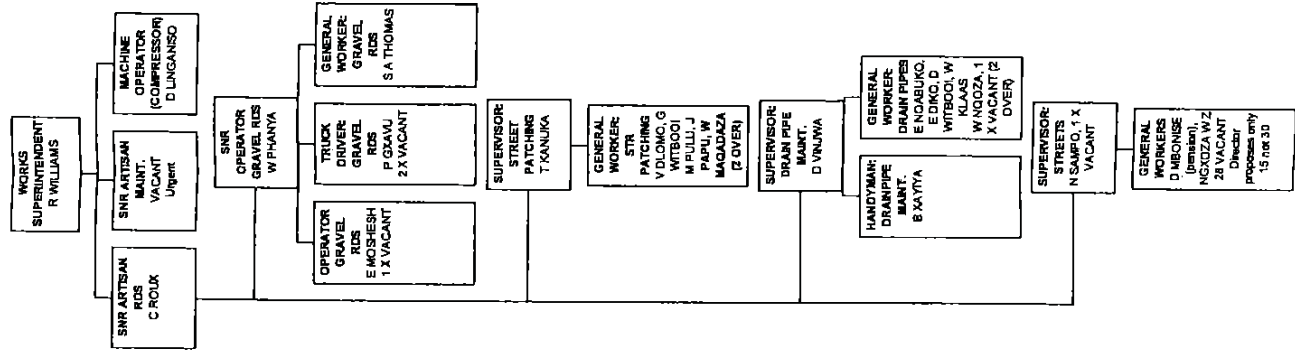 WORKS
SUPERINTENDENT
R WILLIAMS
SNR ARTISAN
RDS
C ROUX
SNR ARTISAN
MAINT.
VACANT
Urgent
MACHINE
OPERATOR
(COMPRESSOR)
D LINGANISO
SNR
OPERATOR
GRAVEL RDS
W PHANYA
OPERATOR
GRAVEL
RDS
E MOSHESH
1 X VACANT
TRUCK
DRIVER:
GRAVEL
RDS
P GXAVU
2 X VACANT
GENERAL
WORKER:
GRAVEL
RDS
S A THOMAS
SUPERVISOR:
STREET
PATCHING
T KANUKA
GENERAL
WORKER:
STR
PATCHING
V DLOMO, G
WITBOOI
M PULU, J
PAPU, W
MAQADAZA
(2 OVER)
SUPERVISOR:
DRAIN PIPE
MAINT.
D VINJWA
HANDYMAN:
DRAINPIPE
MAINT.
B XAYIYA
GENERAL
WORKER:
DRAIN PIPES
E NQABUKO,
E DIKO, D
WITBOOI, W
KLAAS
W NQOZA, 1
X VACANT (2
OVER)
SUPERVISOR:
STREETS
N SAMPO, 1 X
VACANT
GENERAL
WORKERS
D MBONISE
(pension),
NGXOZA W Z
28 VACANT
Director
proposes only
15 not 30